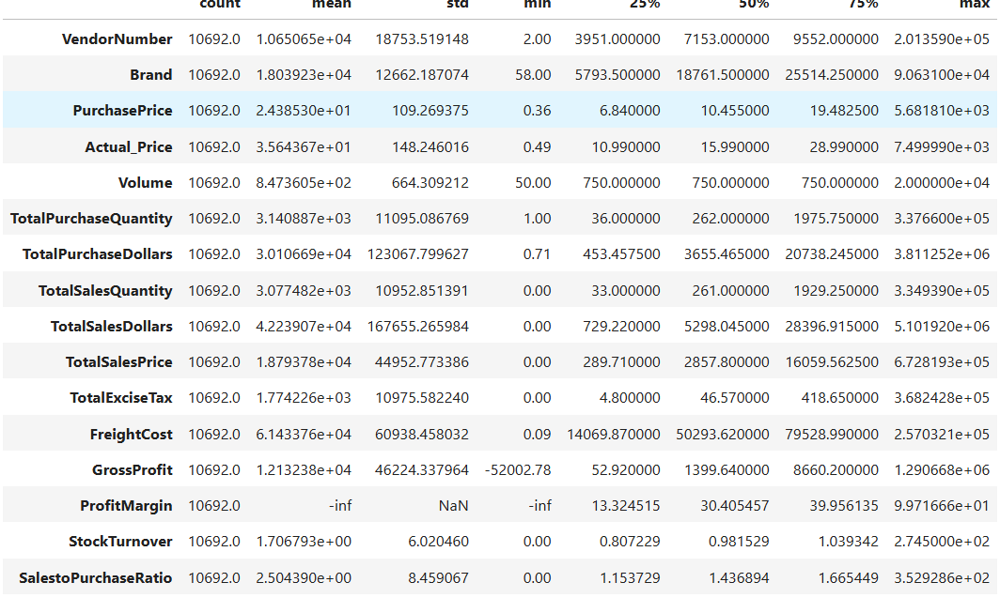 count mean std min 25% 50% 75% max
VendorNumber 10692.0 1.065065e+04 18753.519148 2.00 3951.000000 7153.000000 9552.000000 2.013590e+05
Brand 10692.0 1.803923e+04 12662.187074 58.00 5793.500000 18761.500000 25514.250000 9.063100e+04
PurchasePrice 10692.0 2.438530e+01 109.269375 0.36 6.840000 10.455000 19.482500 5.681810e+03
Actual_Price 10692.0 3.564367e+01 148.246016 0.49 10.990000 15.990000 28.990000 7.499990e+03
Volume 10692.0 8.473605e+02 664.309212 50.00 750.000000 750.000000 750.000000 2.000000e+04
TotalPurchaseQuantity 10692.0 3.140887e+03 11095.086769 1.00 36.000000 262.000000 1975.750000 3.376600e+05
TotalPurchaseDollars 10692.0 3.010669e+04 123067.799627 0.71 453.457500 3655.465000 20738.245000 3.811252e+06
TotalSalesQuantity 10692.0 3.077482e+03 10952.851391 0.00 33.000000 261.000000 1929.250000 3.349390e+05
TotalSalesDollars 10692.0 4.223907e+04 167655.265984 0.00 729.220000 5298.045000 28396.915000 5.101920e+06
TotalSalesPrice 10692.0 1.879378e+04 44952.773386 0.00 289.710000 2857.800000 16059.562500 6.728193e+05
TotalExciseTax 10692.0 1.774226e+03 10975.582240 0.00 4.800000 46.570000 418.650000 3.682428e+05
FreightCost 10692.0 6.143376e+04 60938.458032 0.09 14069.870000 50293.620000 79528.990000 2.570321e+05
GrossProfit 10692.0 1.213238e+04 46224.337964 -52002.78 52.920000 1399.640000 8660.200000 1.290668e+06
ProfitMargin 10692.0 -inf NaN -inf 13.324515 30.405457 39.956135 9.971666e+01
StockTurnover 10692.0 1.706793e+00 6.020460 0.00 0.807229 0.981529 1.039342 2.745000e+02
SalestoPurchaseRatio 10692.0 2.504390e+00 8.459067 0.00 1.153729 1.436894 1.665449 3.529286e+02